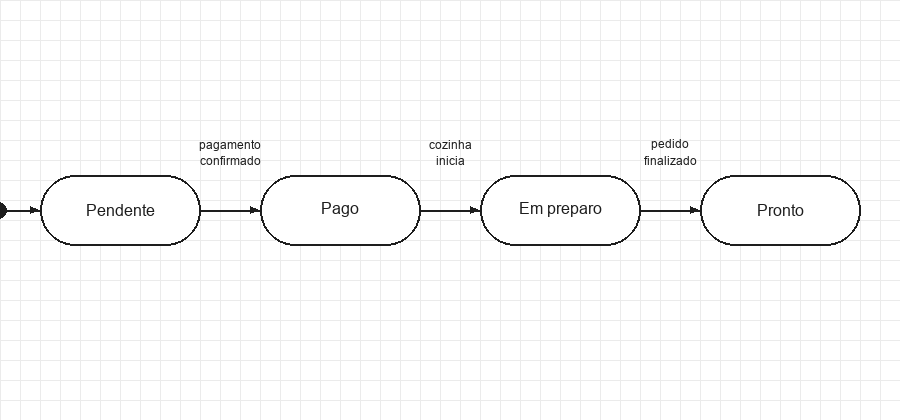 pagamento
confirmado
cozinha
inicia
pedido
finalizado
Pendente
Pago
Em preparo
Pronto